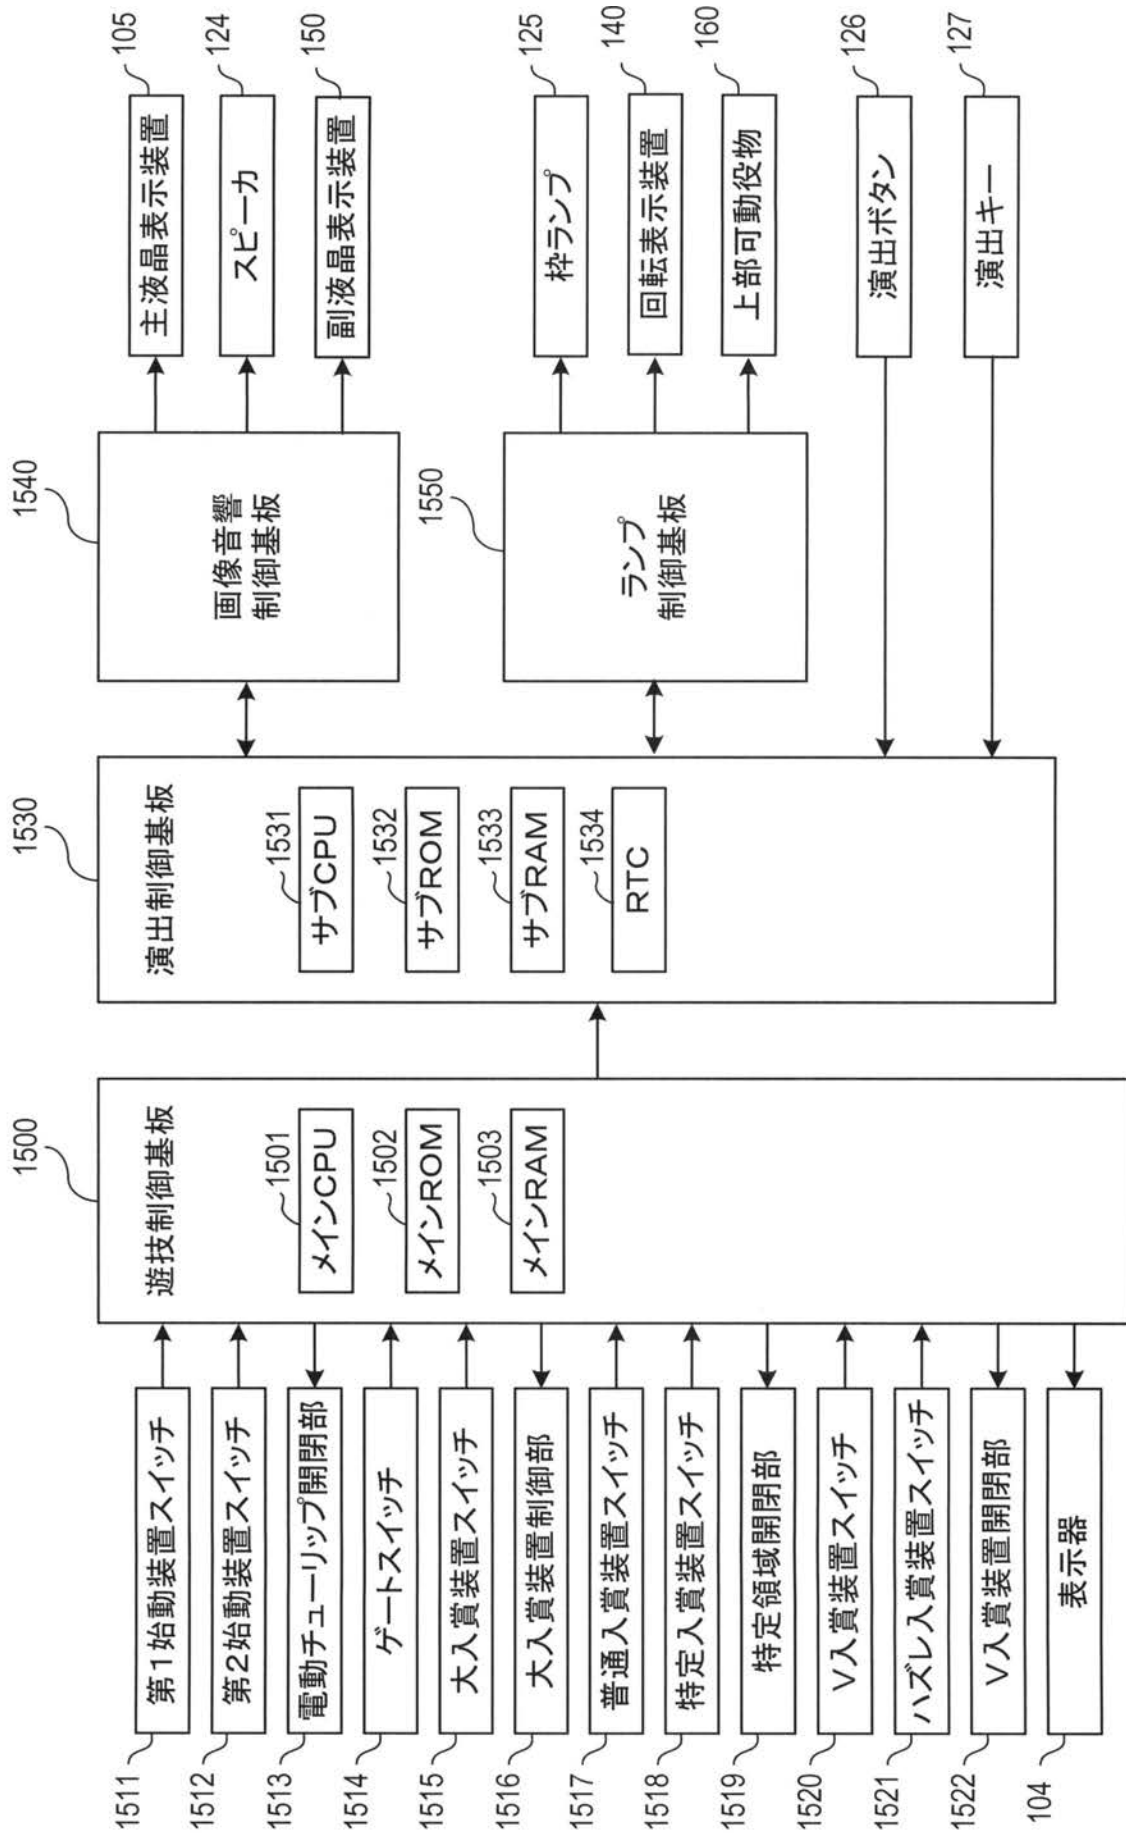 1511
第1始動装置スイッチ
1512
第2始動装置スイッチ
1513
電動チューリップ開閉部
1514
ゲートスイッチ
1515
大入賞装置スイッチ
1516
大入賞装置制御部
1517
普通入賞装置スイッチ
1518
特定入賞装置スイッチ
1519
特定領域開閉部
1520
V入賞装置スイッチ
1521
ハズレ入賞装置スイッチ
1522
V入賞装置開閉部
104
表示器
1500
遊技制御基板
1501
メインCPU
1502
メインROM
1503
メインRAM
1530
演出制御基板
1531
サブCPU
1532
サブROM
1533
サブRAM
1534
RTC
1540
画像音響
制御基板
1550
ランプ
制御基板
105
主液晶表示装置
124
スピーカ
150
副液晶表示装置
125
枠ランプ
140
回転表示装置
160
上部可動役物
126
演出ボタン
127
演出キー